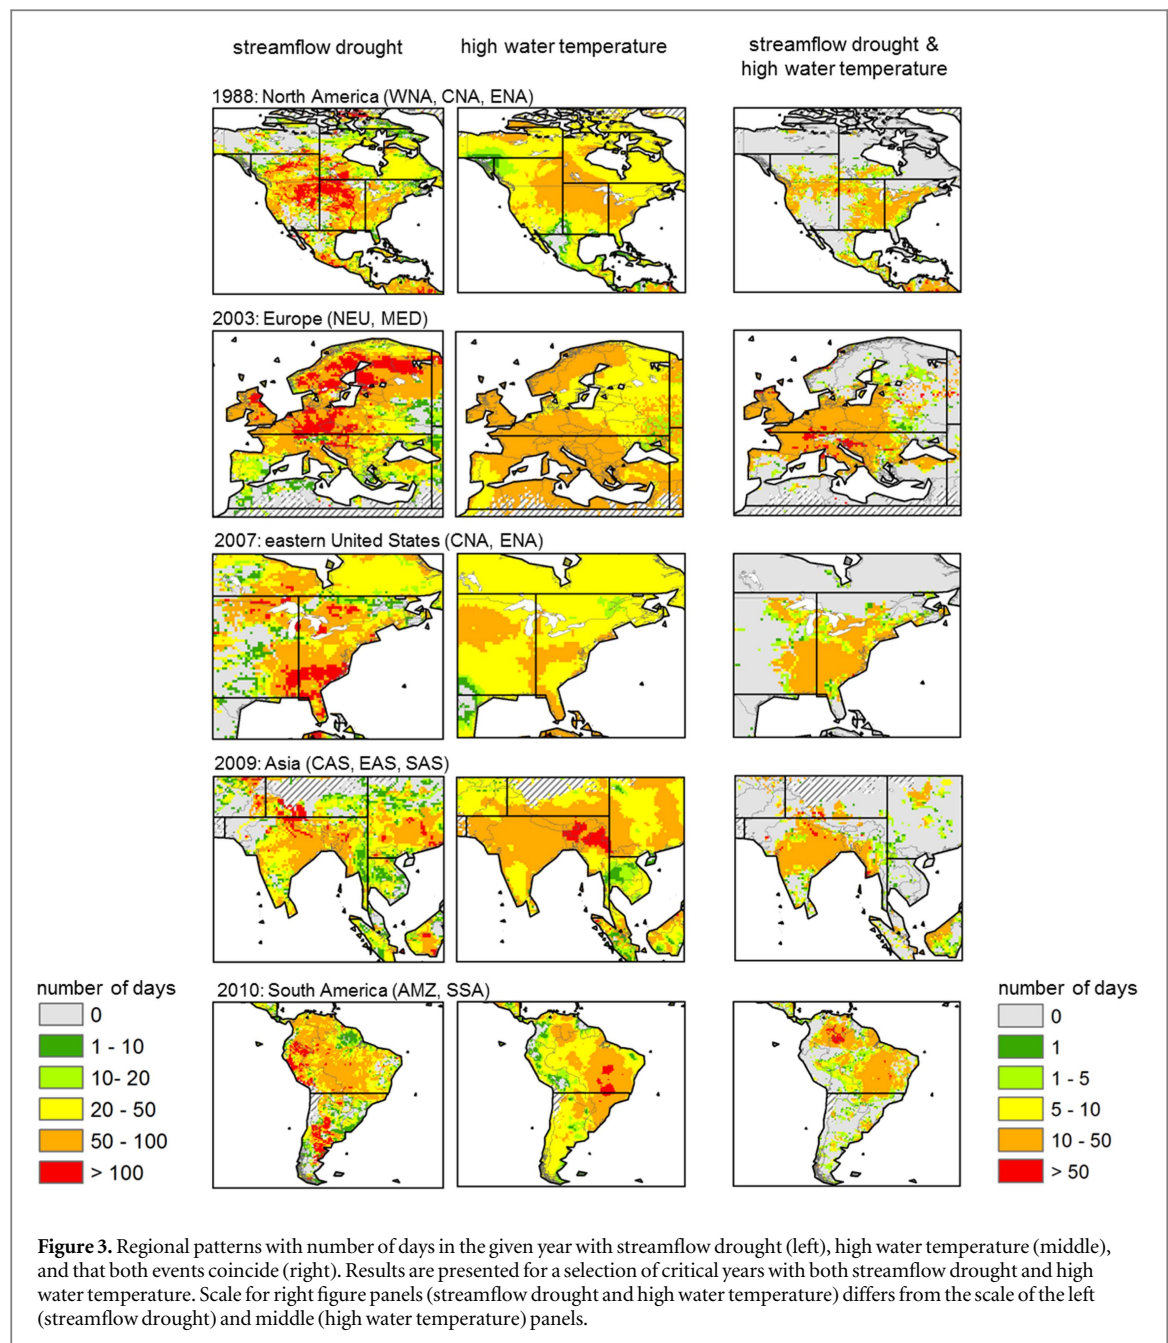 streamflow drought
high water temperature
streamflow drought &
high water temperature
1988: North America (WNA, CNA, ENA)
2003: Europe (NEU, MED)
2007: eastern United States (CNA, ENA)
2009: Asia (CAS, EAS, SAS)
2010: South America (AMZ, SSA)
number of days
0
1 - 10
10- 20
20 - 50
50 - 100
> 100
number of days
0
1
1 - 5
5 - 10
10 - 50
> 50
Figure 3. Regional patterns with number of days in the given year with streamflow drought (left), high water temperature (middle),
and that both events coincide (right). Results are presented for a selection of critical years with both streamflow drought and high
water temperature. Scale for right figure panels (streamflow drought and high water temperature) differs from the scale of the left
(streamflow drought) and middle (high water temperature) panels.